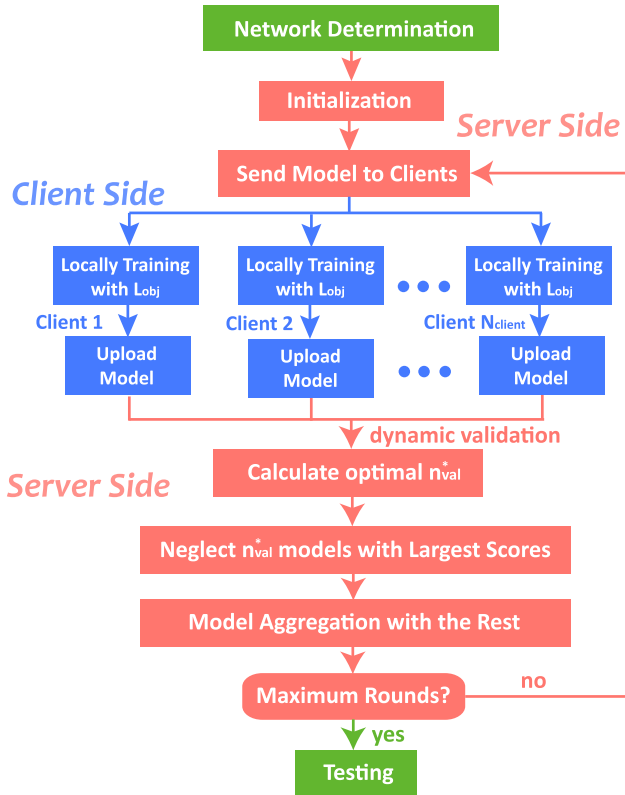 Network Determination
Initialization
Server Side
Send Model to Clients
Client Side
Locally Training
with Lobj
Locally Training
with Lobj
Locally Training
with Lobj
Client 1
Client 2
Client Nclient
Upload
Model
Upload
Model
Upload
Model
dynamic validation
Calculate optimal n*val
Server Side
Neglect n*val models with Largest Scores
Model Aggregation with the Rest
Maximum Rounds?
no
yes
Testing